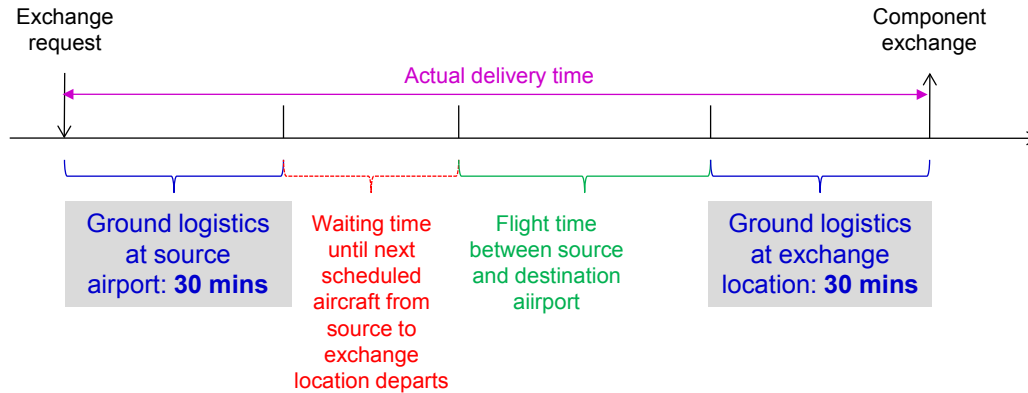 Exchange
request
Component
exchange
Actual delivery time
Ground logistics
at source
airport: 30 mins
Waiting time
until next
scheduled
aircraft from
source to
exchange
location departs
Flight time
between source
and destination
aiirport
Ground logistics
at exchange
location: 30 mins